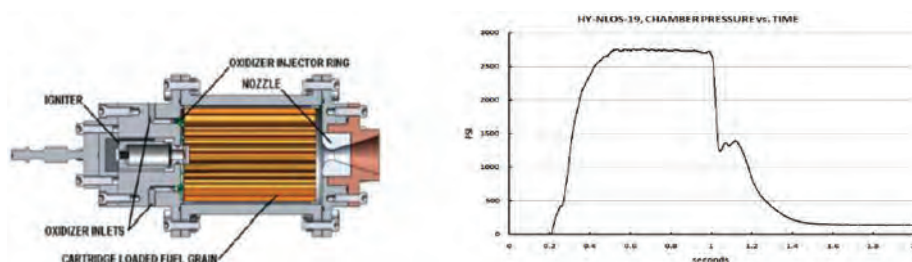 OXIDIZER INJECTOR RING
NOZZLE
IGNITER
OXIDIZER INLETS
CARTRIDGE LOADED FUEL GRAIN
HY-NLOS-19, CHAMBER PRESSURE vs. TIME
3000
2500
2000
1500
1000
500
0
PSI
0 0.2 0.4 0.6 0.8 1 1.2 1.4 1.6 1.8 2
seconds